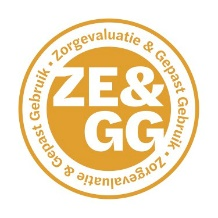 Zorgevaluatie & Gepast Gebruik • Zorgevaluatie & Gepast Gebruik •
ZE&
GG